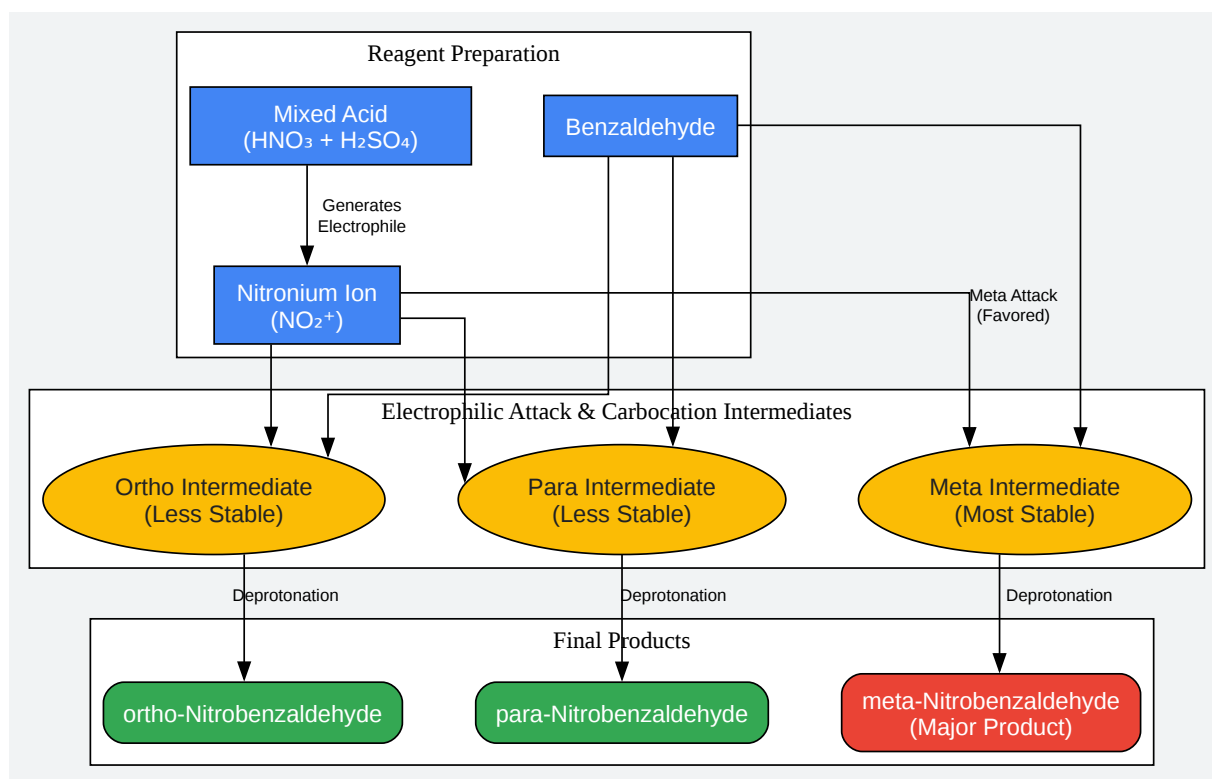 Reagent Preparation
Mixed Acid
(HNO₃ + H₂SO₄)
Benzaldehyde
Generates
Electrophile
Nitronium Ion
(NO₂⁺)
Meta Attack
(Favored)
Electrophilic Attack & Carbocation Intermediates
Ortho Intermediate
(Less Stable)
Para Intermediate
(Less Stable)
Meta Intermediate
(Most Stable)
Deprotonation
Deprotonation
Deprotonation
Final Products
ortho-Nitrobenzaldehyde
para-Nitrobenzaldehyde
meta-Nitrobenzaldehyde
(Major Product)